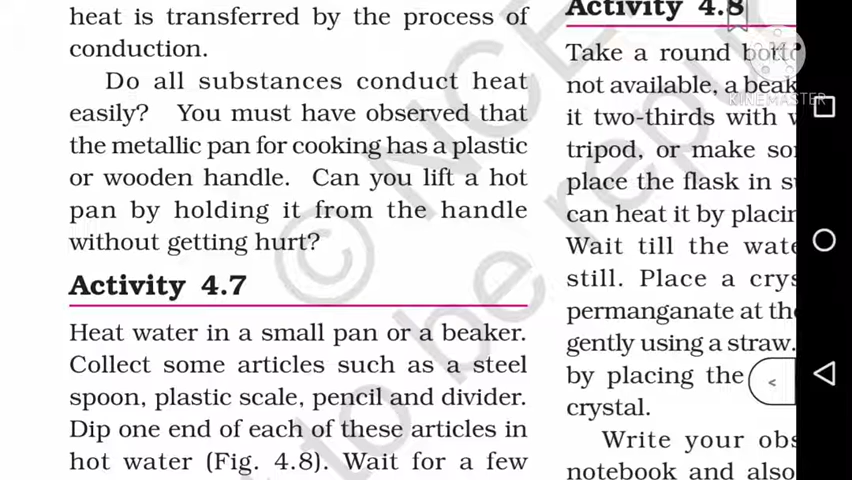 heat is transferred by the process of
conduction.
Do all substances conduct heat
easily? You must have observed that
the metallic pan for cooking has a plastic
or wooden handle. Can you lift a hot
pan by holding it from the handle
without getting hurt?
Activity 4.7
Heat water in a small pan or a beaker.
Collect some articles such as a steel
spoon, plastic scale, pencil and divider.
Dip one end of each of these articles in
hot water (Fig. 4.8). Wait for a few
Activity 4.8
Take a round
not available, a
it two-thirds with
tripod, or make
place the flask in
can heat it by
Wait till the
still. Place a
permanganate at
gently using a straw.
by placing the
crystal.
Write your
notebook and also
© NCE
to be
KINEMASTER